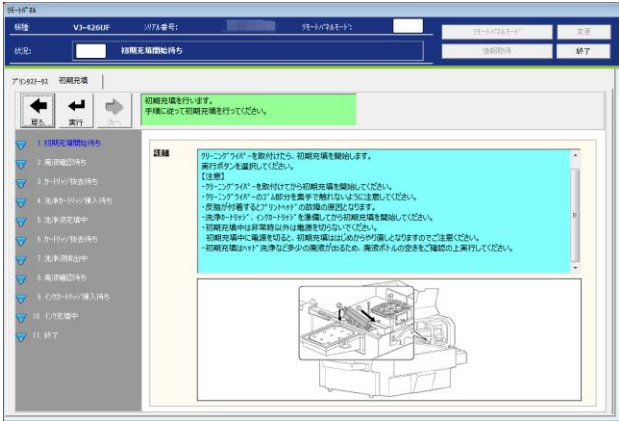 ﾘﾓｰﾄﾊﾟﾈﾙ
機種: VJ-426UF ｼﾘｱﾙ番号: ﾘﾓｰﾄﾊﾟﾈﾙﾓｰﾄﾞ: ﾘﾓｰﾄﾊﾟﾈﾙﾓｰﾄﾞ 変更
状況: 初期充填開始待ち 情報取得 終了
ﾌﾟﾘﾝﾀｽﾃｰﾀｽ 初期充填
戻る 実行 次へ
初期充填を行います。
手順に従って初期充填を行ってください。
1. 初期充填開始待ち
2. 廃液確認待ち
3. ｶｰﾄﾘｯｼﾞ抜去待ち
4. 洗浄ｶｰﾄﾘｯｼﾞ挿入待ち
5. 洗浄液充填中
6. ｶｰﾄﾘｯｼﾞ抜去待ち
7. 洗浄液排出中
8. 廃液確認待ち
9. ｲﾝｸｶｰﾄﾘｯｼﾞ挿入待ち
10. ｲﾝｸ充填中
11. 終了
詳細
ｸﾘｰﾆﾝｸﾞﾜｲﾊﾟｰを取付けたら、初期充填を開始します。
実行ボタンを選択してください。
【注意】
・ｸﾘｰﾆﾝｸﾞﾜｲﾊﾟｰを取付けてから初期充填を開始してください。
・ｸﾘｰﾆﾝｸﾞﾜｲﾊﾟｰのｺﾞﾑ部分を素手で触れないように注意してください。
・皮脂が付着するとﾌﾟﾘﾝﾄﾍｯﾄﾞの故障の原因となります。
・洗浄ｶｰﾄﾘｯｼﾞ、ｲﾝｸｶｰﾄﾘｯｼﾞを準備してから初期充填を開始してください。
・初期充填中は非常時以外は電源を切らないでください。
初期充填中に電源を切ると、初期充填ははじめからやり直しとなりますのでご注意ください。
・初期充填はﾍｯﾄﾞ洗浄など多少の廃液が出るため、廃液ボトルの空きをご確認の上実行してください。